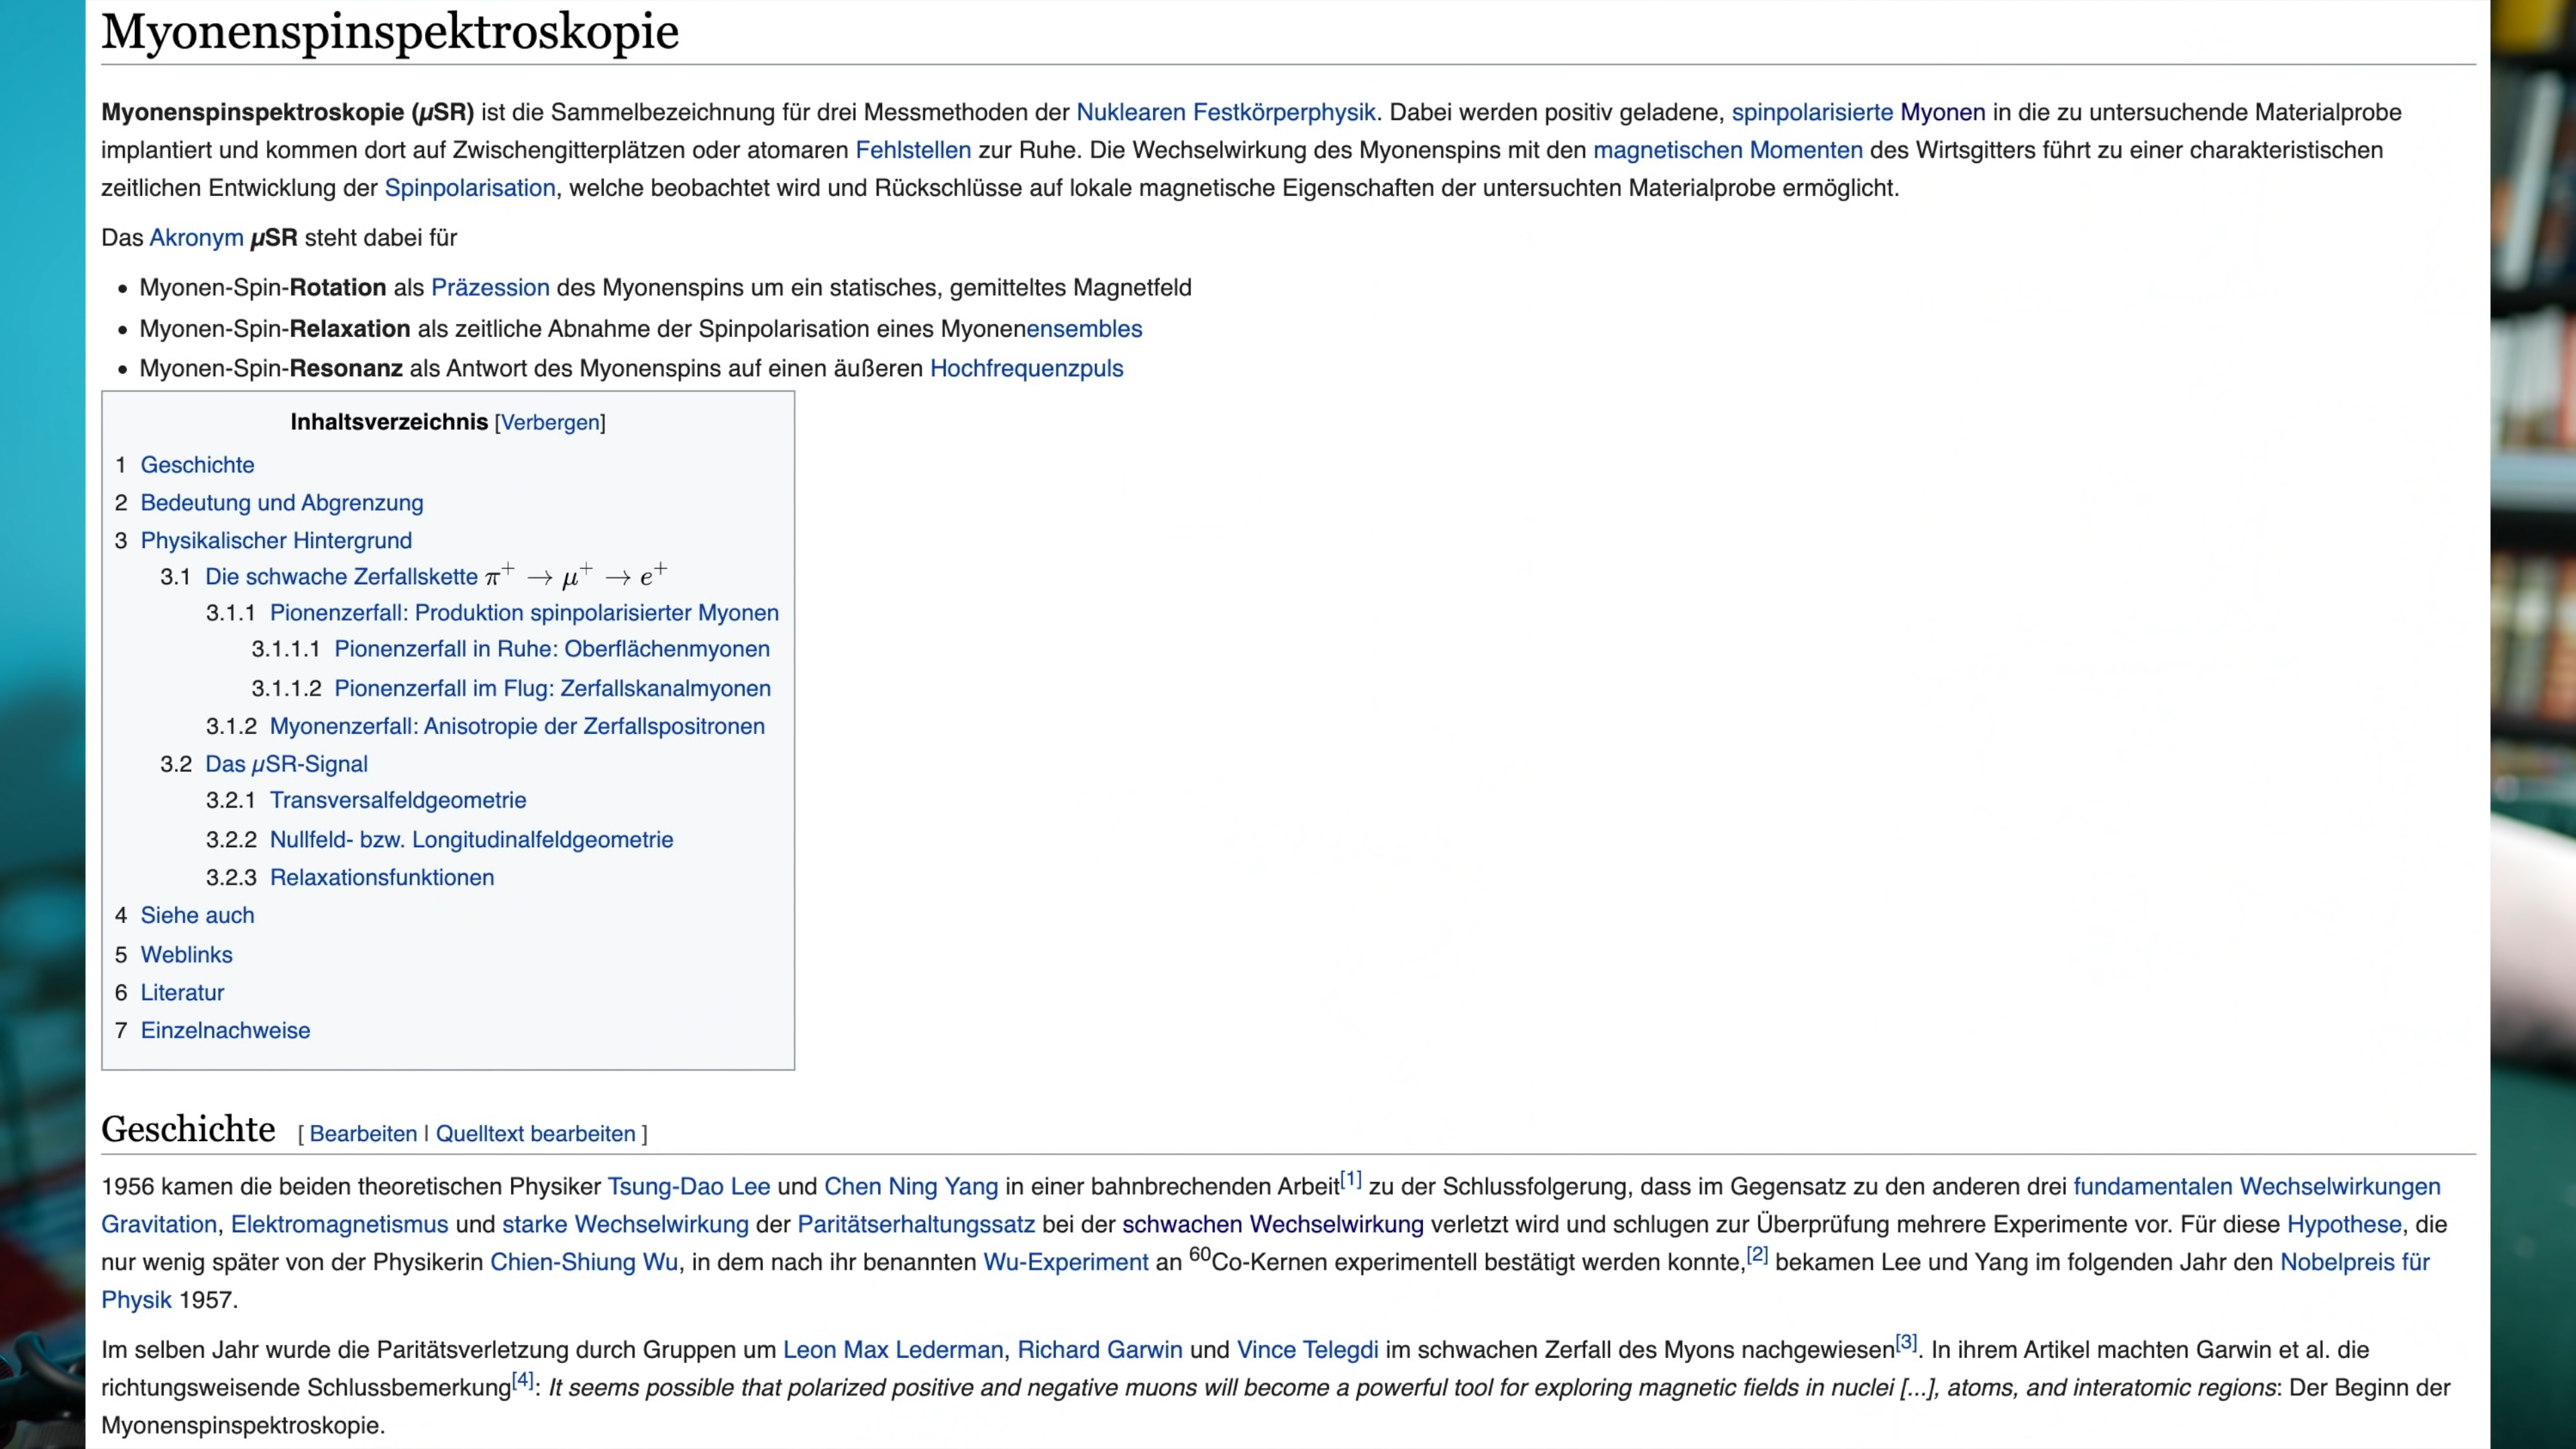 Myonenspinspektroskopie
Myonenspinspektroskopie (μSR) ist die Sammelbezeichnung für drei Messmethoden der Nuklearen Festkörperphysik. Dabei werden positiv geladene, spinpolarisierte Myonen in die zu untersuchende Materialprobe
implantiert und kommen dort auf Zwischengitterplätzen oder atomaren Fehlstellen zur Ruhe. Die Wechselwirkung des Myonenspins mit den magnetischen Momenten des Wirtsgitters führt zu einer charakteristischen
zeitlichen Entwicklung der Spinpolarisation, welche beobachtet wird und Rückschlüsse auf lokale magnetische Eigenschaften der untersuchten Materialprobe ermöglicht.
Das Akronym μSR steht dabei für
• Myonen-Spin-Rotation als Präzession des Myonenspins um ein statisches, gemitteltes Magnetfeld
• Myonen-Spin-Relaxation als zeitliche Abnahme der Spinpolarisation eines Myonenensembles
• Myonen-Spin-Resonanz als Antwort des Myonenspins auf einen äußeren Hochfrequenzpuls
Inhaltsverzeichnis [Verbergen]
1 Geschichte
2 Bedeutung und Abgrenzung
3 Physikalischer Hintergrund
3.1 Die schwache Zerfallskette π⁺ → μ⁺ → e⁺
3.1.1 Pionenzerfall: Produktion spinpolarisierter Myonen
3.1.1.1 Pionenzerfall in Ruhe: Oberflächenmyonen
3.1.1.2 Pionenzerfall im Flug: Zerfallskanalmyonen
3.1.2 Myonenzerfall: Anisotropie der Zerfallspositronen
3.2 Das μSR-Signal
3.2.1 Transversalfeldgeometrie
3.2.2 Nullfeld- bzw. Longitudinalfeldgeometrie
3.2.3 Relaxationsfunktionen
4 Siehe auch
5 Weblinks
6 Literatur
7 Einzelnachweise
Geschichte [ Bearbeiten | Quelltext bearbeiten ]
1956 kamen die beiden theoretischen Physiker Tsung-Dao Lee und Chen Ning Yang in einer bahnbrechenden Arbeit[1] zu der Schlussfolgerung, dass im Gegensatz zu den anderen drei fundamentalen Wechselwirkungen
Gravitation, Elektromagnetismus und starke Wechselwirkung der Paritätserhaltungssatz bei der schwachen Wechselwirkung verletzt wird und schlugen zur Überprüfung mehrere Experimente vor. Für diese Hypothese, die
nur wenig später von der Physikerin Chien-Shiung Wu, in dem nach ihr benannten Wu-Experiment an ⁶⁰Co-Kernen experimentell bestätigt werden konnte,[2] bekamen Lee und Yang im folgenden Jahr den Nobelpreis für
Physik 1957.
Im selben Jahr wurde die Paritätsverletzung durch Gruppen um Leon Max Lederman, Richard Garwin und Vince Telegdi im schwachen Zerfall des Myons nachgewiesen[3]. In ihrem Artikel machten Garwin et al. die
richtungsweisende Schlussbemerkung[4]: It seems possible that polarized positive and negative muons will become a powerful tool for exploring magnetic fields in nuclei [...], atoms, and interatomic regions: Der Beginn der
Myonenspinspektroskopie.